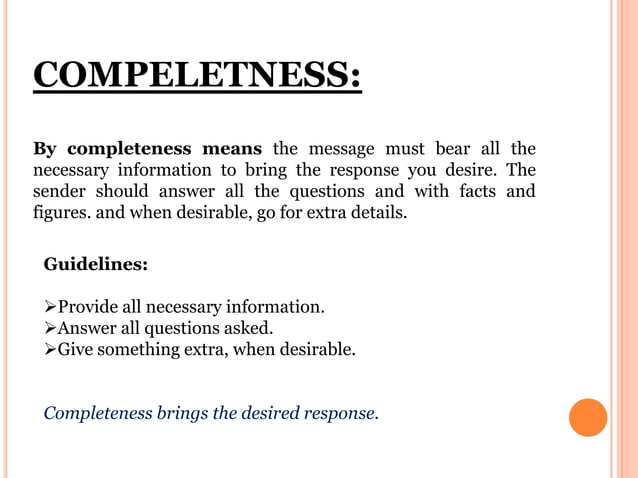 COMPELETNESS:
By completeness means the message must bear all the
necessary information to bring the response you desire. The
sender should answer all the questions and with facts and
figures. and when desirable, go for extra details.
Guidelines:
➢Provide all necessary information.
➢Answer all questions asked.
➢Give something extra, when desirable.
Completeness brings the desired response.